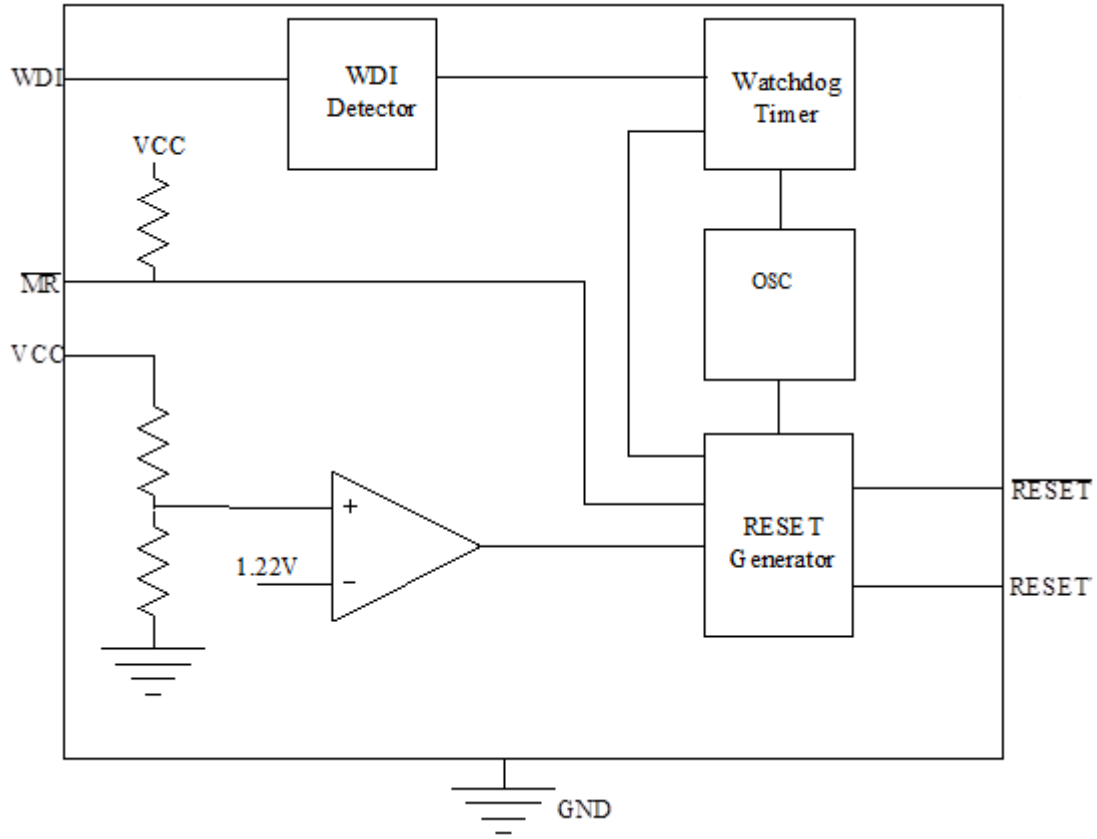 WDI
WDI
Detector
Watchdog
Timer
VCC
OSC
MR
VCC
+
1.22V
−
RESET
Generator
RESET
RESET
GND